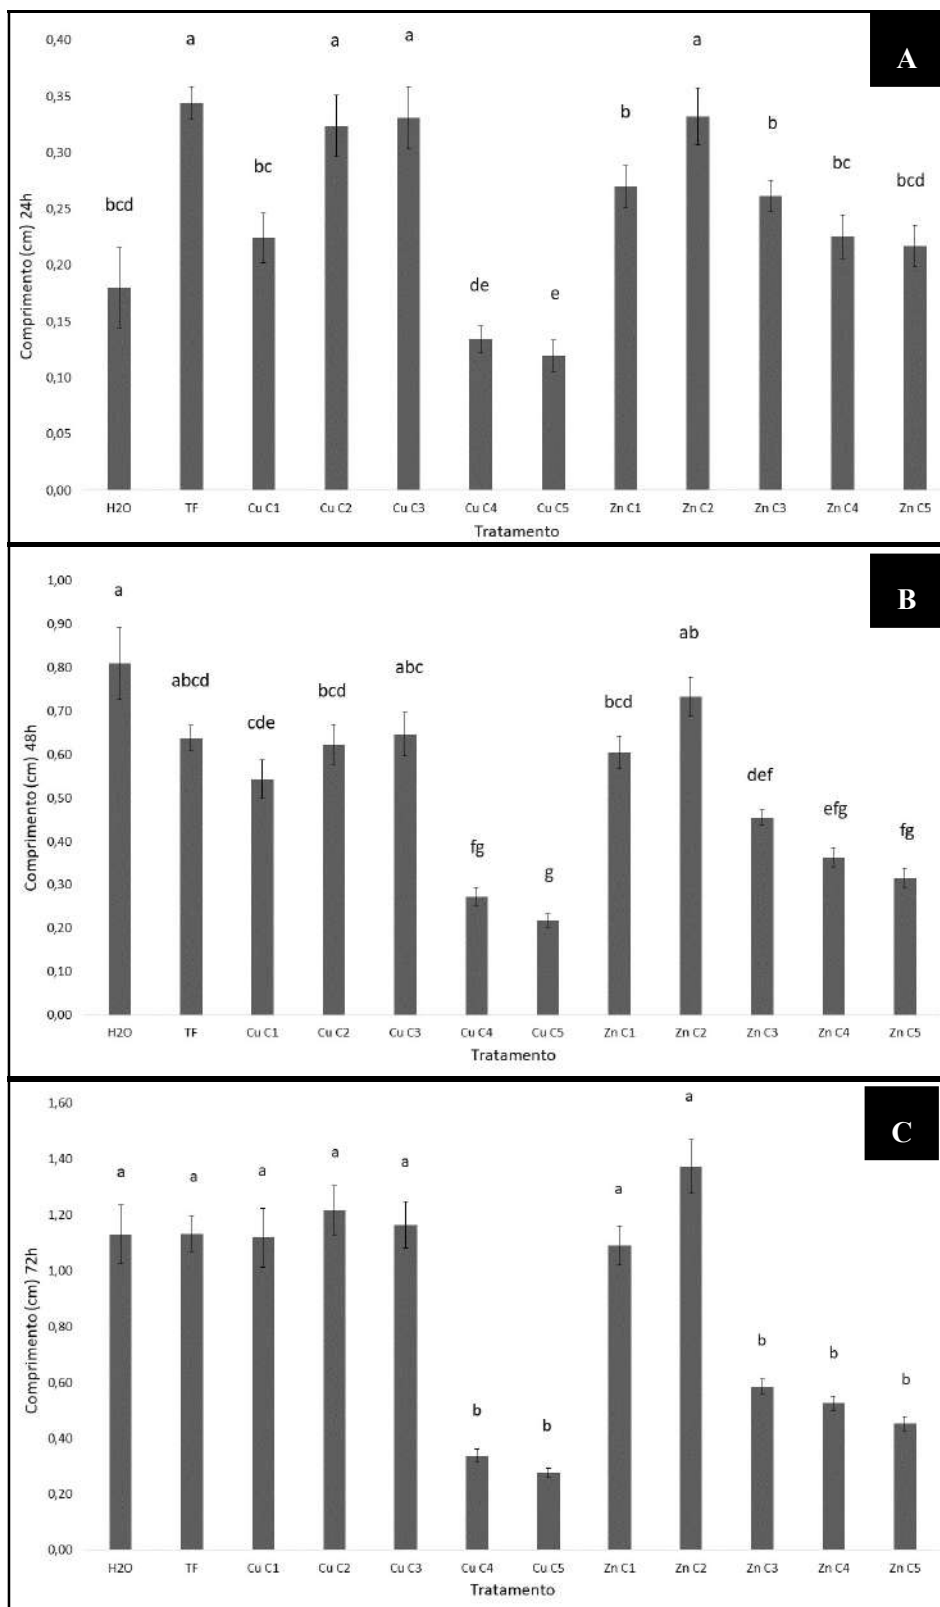 A
0,40
0,35
0,30
0,25
0,20
0,15
0,10
0,05
0,00
Comprimento (cm) 24h
bcd
a
bc
a
a
de
e
b
a
b
bc
bcd
H2O TF Cu C1 Cu C2 Cu C3 Cu C4 Cu C5 Zn C1 Zn C2 Zn C3 Zn C4 Zn C5
Tratamento
B
1,00
0,90
0,80
0,70
0,60
0,50
0,40
0,30
0,20
0,10
0,00
Comprimento (cm) 48h
a
abcd
cde
bcd
abc
fg
g
bcd
ab
def
efg
fg
H2O TF Cu C1 Cu C2 Cu C3 Cu C4 Cu C5 Zn C1 Zn C2 Zn C3 Zn C4 Zn C5
Tratamento
C
1,60
1,40
1,20
1,00
0,80
0,60
0,40
0,20
0,00
Comprimento (cm) 72h
a
a
a
a
a
b
b
a
a
b
b
b
H2O TF Cu C1 Cu C2 Cu C3 Cu C4 Cu C5 Zn C1 Zn C2 Zn C3 Zn C4 Zn C5
Tratamento